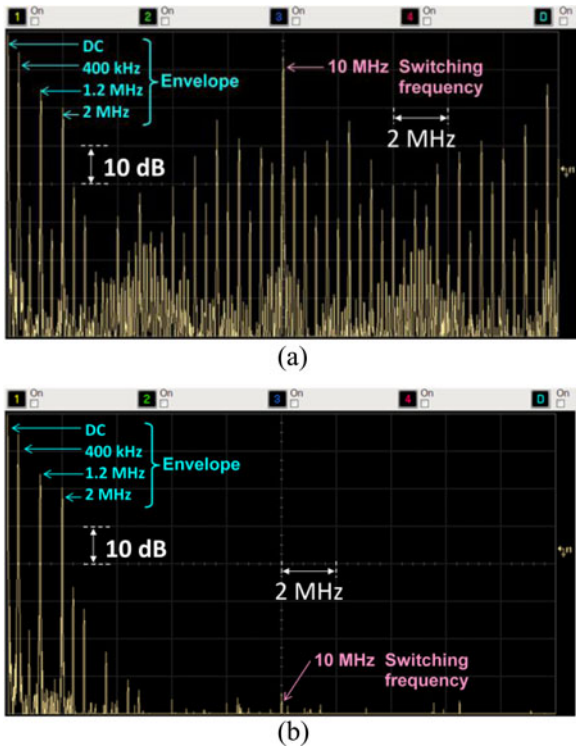 On On On On On
1 2 3 4 D
DC
400 kHz
1.2 MHz
2 MHz
Envelope
10 MHz Switching
frequency
10 dB
2 MHz
(a)
On On On On On
1 2 3 4 D
DC
400 kHz
1.2 MHz
2 MHz
Envelope
10 dB
2 MHz
10 MHz Switching
frequency
(b)